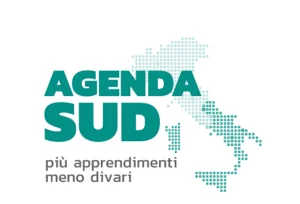 AGENDA
SUD
più apprendimenti
meno divari